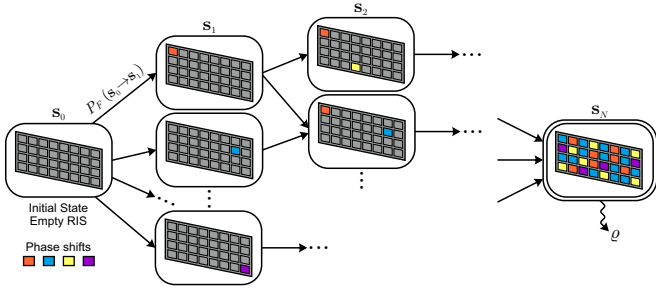 s₂
s₁
P_F(s₀→s₁)
s₀
s_N
Initial State
Empty RIS
Phase shifts
ϱ